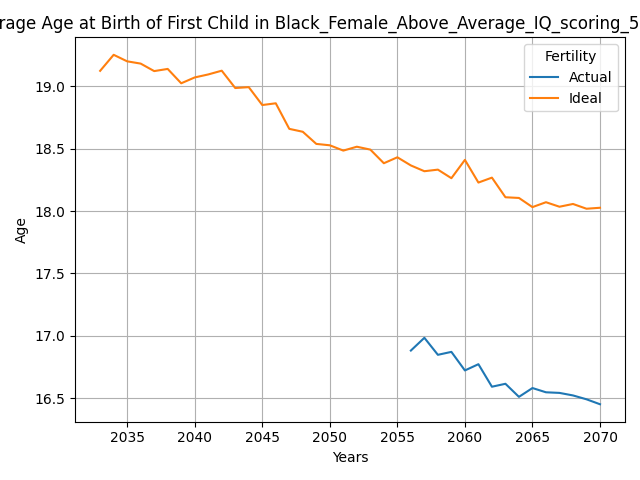 rage Age at Birth of First Child in Black_Female_Above_Average_IQ_scoring_5
Fertility
Actual
Ideal
19.0
18.5
18.0
17.5
17.0
16.5
Age
2035 2040 2045 2050 2055 2060 2065 2070
Years